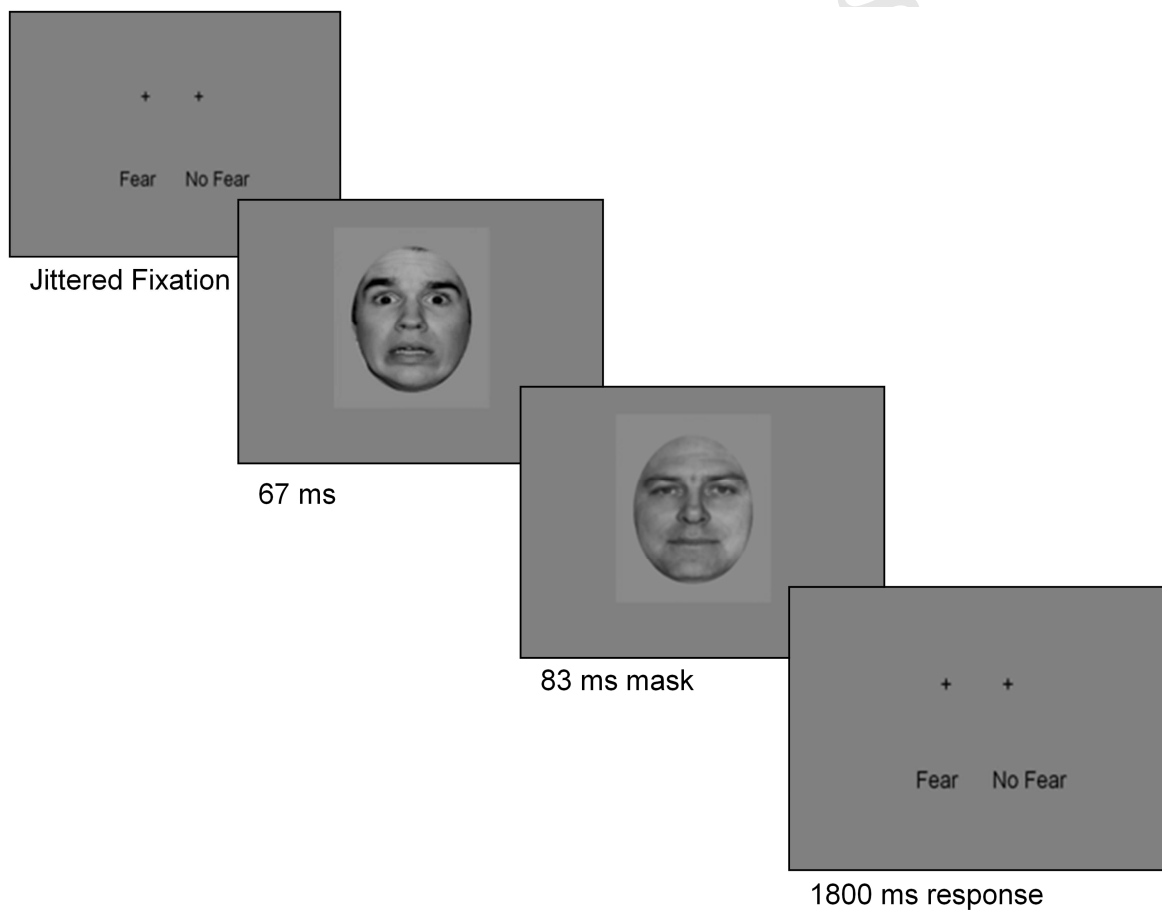 + +
Fear No Fear
Jittered Fixation
67 ms
83 ms mask
+ +
Fear No Fear
1800 ms response